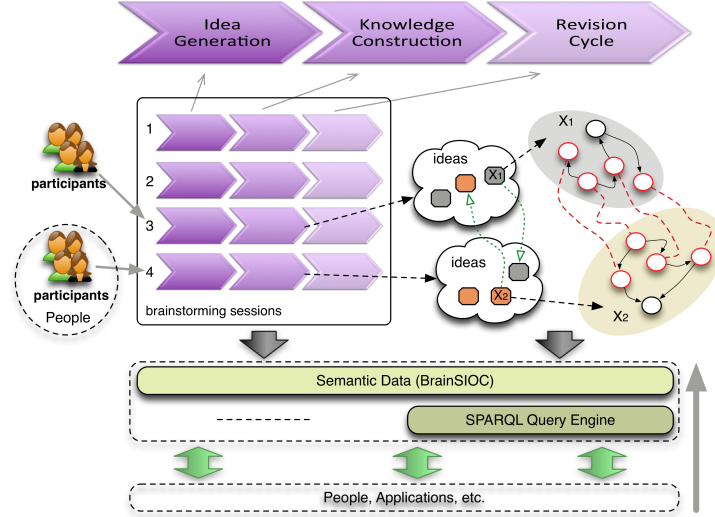 Idea
Generation
Knowledge
Construction
Revision
Cycle
1
2
3
4
participants
participants
People
brainstorming sessions
ideas
X1
ideas
X2
X1
X2
Semantic Data (BrainSIOC)
SPARQL Query Engine
People, Applications, etc.